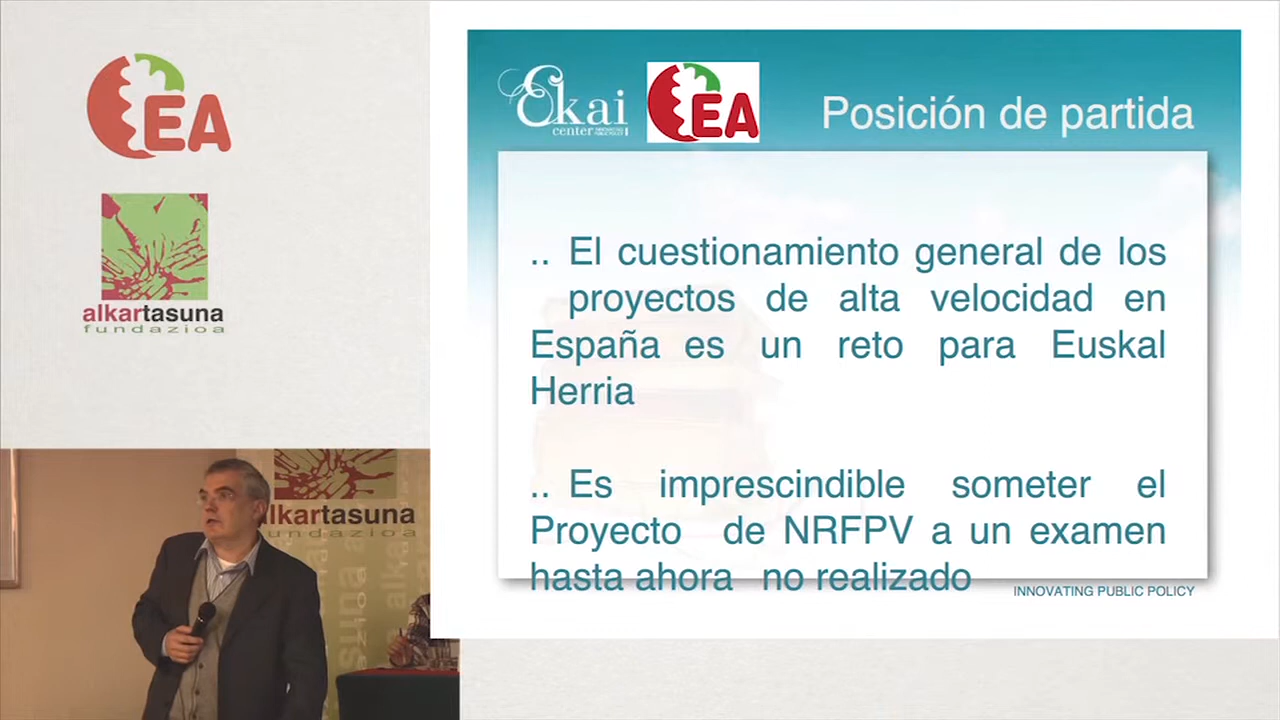 EA
alkartasuna
fundazioa
Ekai
center
EA
Posición de partida
.. El cuestionamiento general de los
proyectos de alta velocidad en
España es un reto para Euskal
Herria
.. Es imprescindible someter el
Proyecto de NRFPV a un examen
hasta ahora no realizado
INNOVATING PUBLIC POLICY
lkartasuna
undazioa